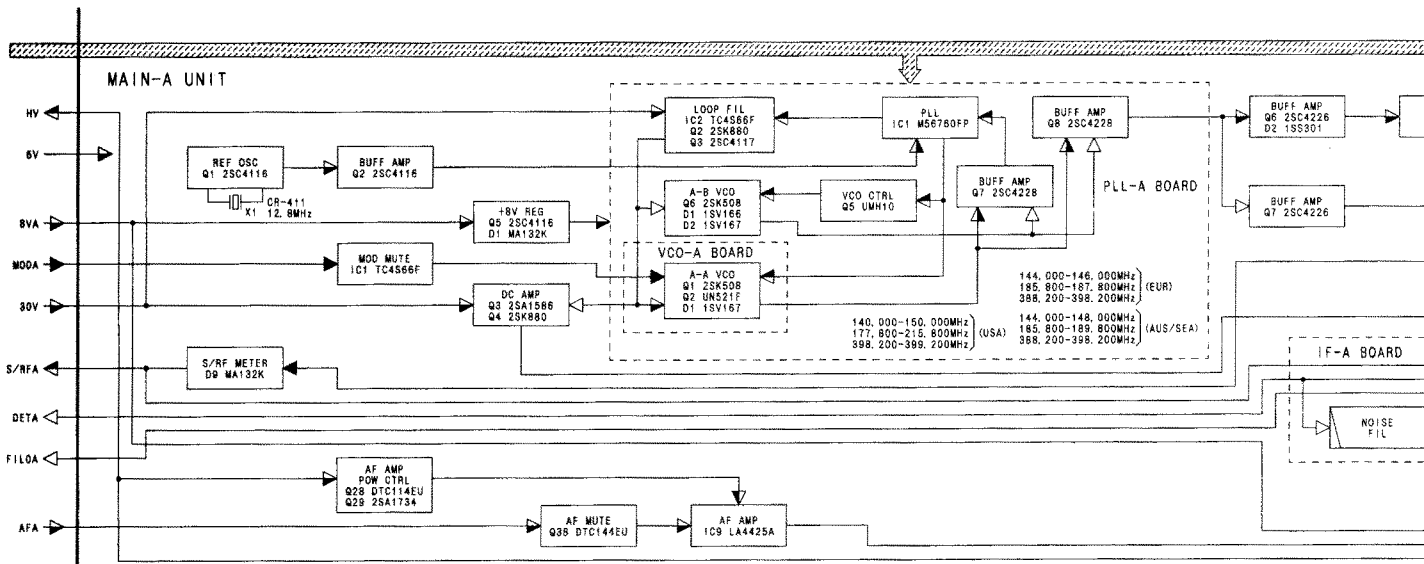 MAIN-A UNIT
HV
5V
8VA
MODA
30V
S/RFA
DETA
FILOA
AFA
REF OSC
Q1 2SC4116
CR-411
X1 12.8MHz
BUFF AMP
Q2 2SC4116
+8V REG
Q5 2SC4116
D1 MA132K
MOD MUTE
IC1 TC4S66F
DC AMP
Q3 2SA1586
Q4 2SK880
S/RF METER
D9 MA132K
LOOP FIL
IC2 TC4S66F
Q2 2SK880
Q3 2SC4117
PLL
IC1 M56760FP
BUFF AMP
Q8 2SC4228
A-B VCO
Q6 2SK508
D1 1SV166
D2 1SV167
VCO CTRL
Q5 UMH10
BUFF AMP
Q7 2SC4228
PLL-A BOARD
VCO-A BOARD
A-A VCO
Q1 2SK508
Q2 UN521F
D1 1SV167
140.000-150.000MHz
177.800-215.800MHz (USA)
398.200-399.200MHz
144.000-146.000MHz
185.800-187.800MHz (EUR)
388.200-398.200MHz
144.000-148.000MHz
185.800-189.800MHz (AUS/SEA)
388.200-398.200MHz
BUFF AMP
Q6 2SC4226
D2 1SS301
BUFF AMP
Q7 2SC4226
IF-A BOARD
NOISE
FIL
AF AMP
POW CTRL
Q28 DTC114EU
Q29 2SA1734
AF MUTE
Q38 DTC144EU
AF AMP
IC9 LA4425A